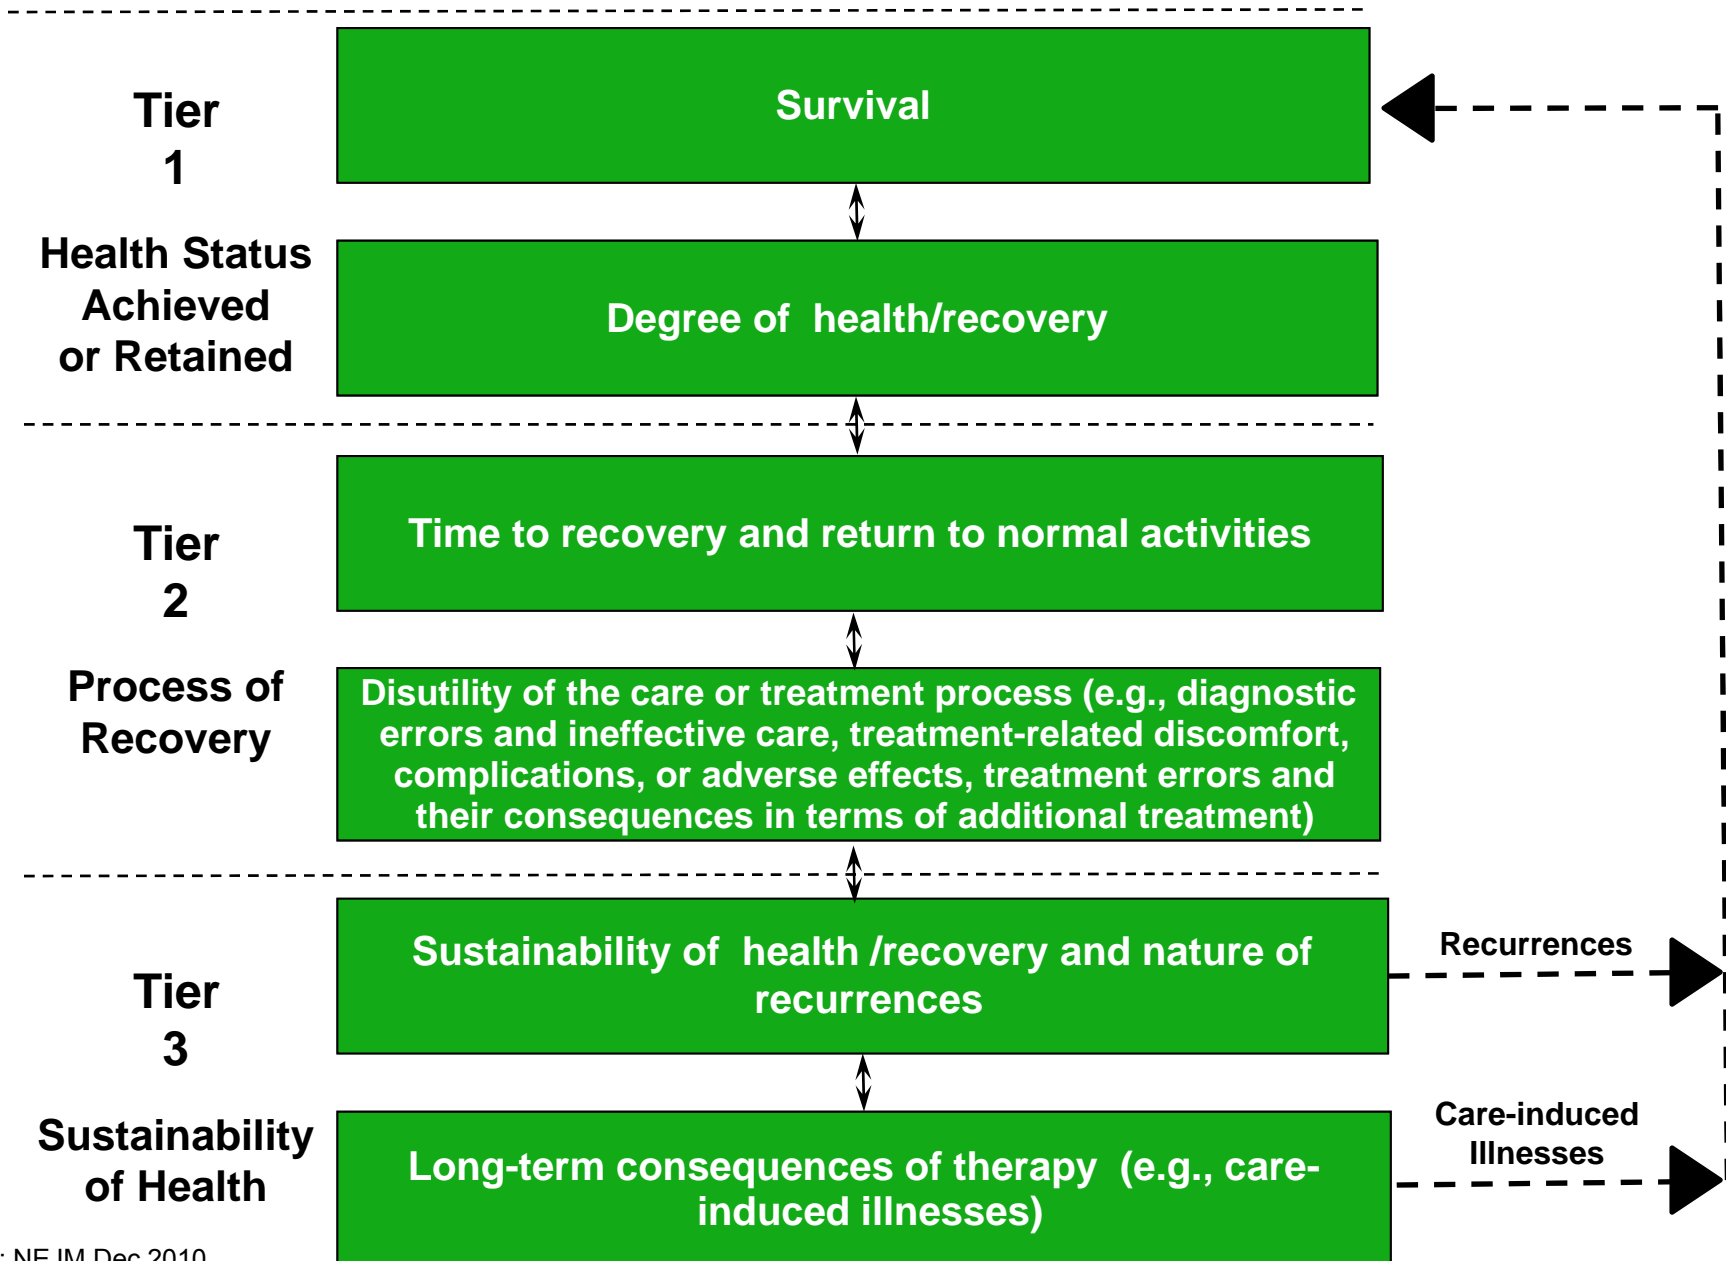 Tier
1
Health Status
Achieved
or Retained
Survival
Degree of health/recovery
Tier
2
Process of
Recovery
Time to recovery and return to normal activities
Disutility of the care or treatment process (e.g., diagnostic
errors and ineffective care, treatment-related discomfort,
complications, or adverse effects, treatment errors and
their consequences in terms of additional treatment)
Tier
3
Sustainability
of Health
Sustainability of health /recovery and nature of
recurrences
Recurrences
Long-term consequences of therapy (e.g., care-
induced illnesses)
Care-induced
Illnesses
: NEJM Dec 2010